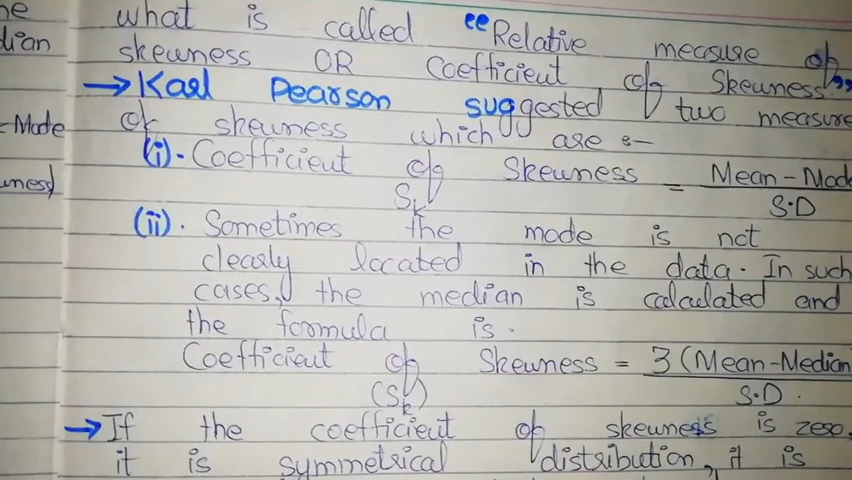 what is called "Relative measure of
skewness OR Coefficient of Skewness."
→ Karl Pearson suggested two measure
of skewness which are :-
(i). Coefficient of Skewness = Mean - Mod
Sk S.D
(ii). Sometimes the mode is not
clearly located in the data. In such
cases, the median is calculated and
the formula is.
Coefficient of Skewness = 3 (Mean - Median
(Sk) S.D.
→ If the coefficient of skewness is zero,
it is symmetrical distribution, it is
dian
- Mode